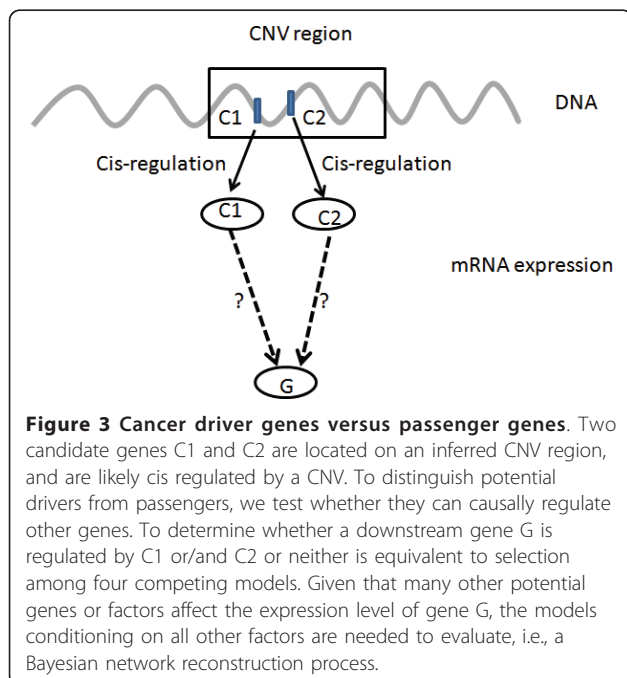 CNV region
DNA
C1 C2
Cis-regulation Cis-regulation
C1 C2
mRNA expression
? ?
G
Figure 3 Cancer driver genes versus passenger genes. Two
candidate genes C1 and C2 are located on an inferred CNV region,
and are likely cis regulated by a CNV. To distinguish potential
drivers from passengers, we test whether they can causally regulate
other genes. To determine whether a downstream gene G is
regulated by C1 or/and C2 or neither is equivalent to selection
among four competing models. Given that many other potential
genes or factors affect the expression level of gene G, the models
conditioning on all other factors are needed to evaluate, i.e., a
Bayesian network reconstruction process.